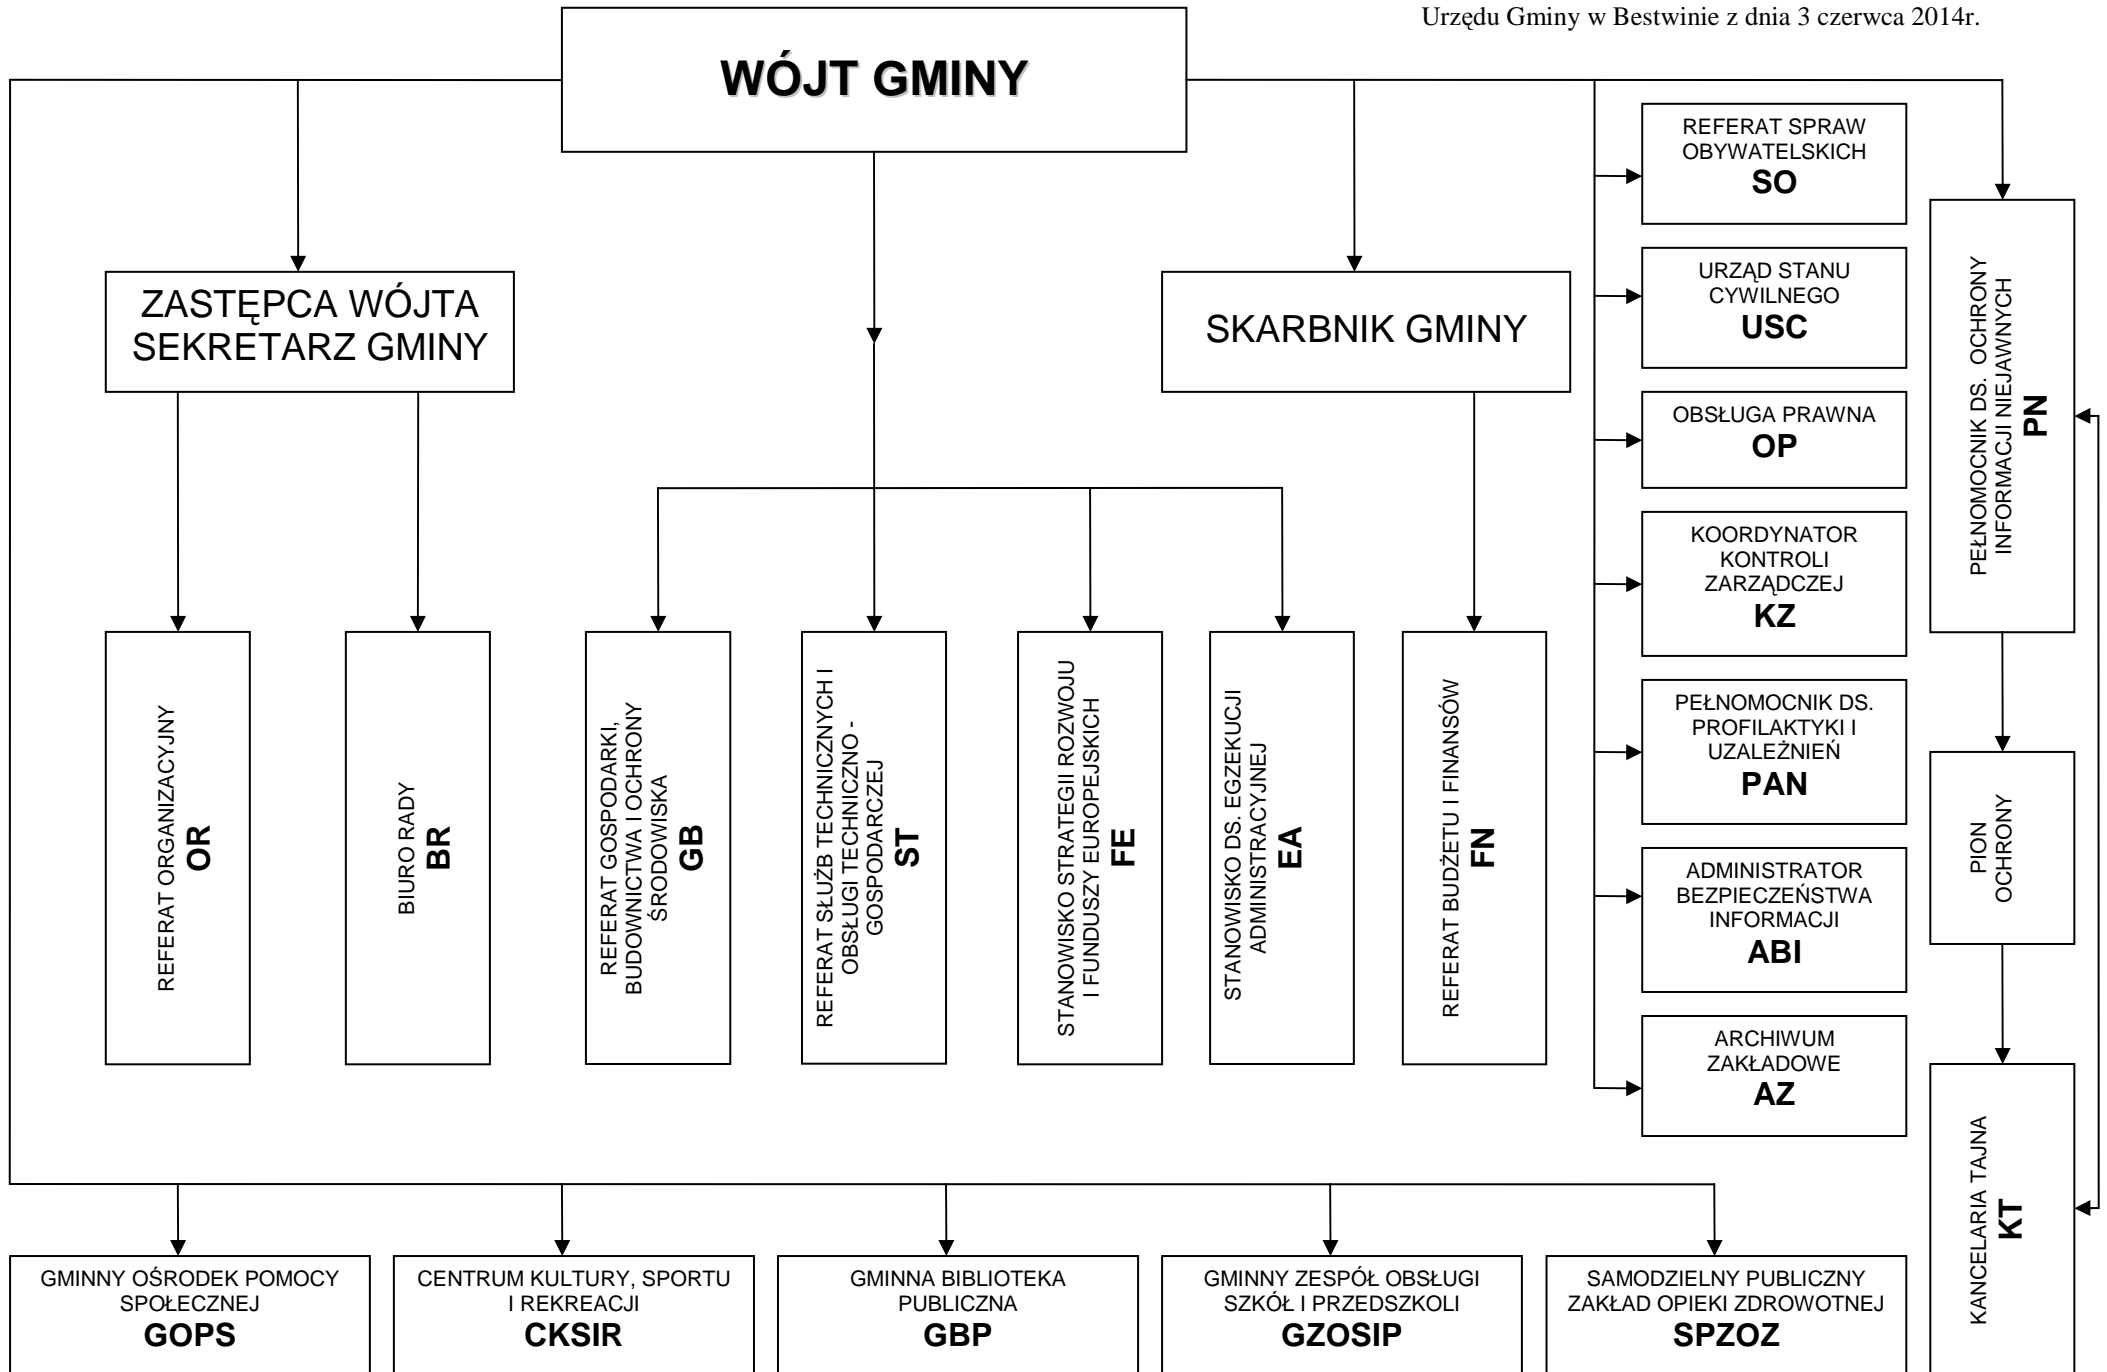 Urzędu Gminy w Bestwinie z dnia 3 czerwca 2014r.
WÓJT GMINY
ZASTĘPCA WÓJTA
SEKRETARZ GMINY
SKARBNIK GMINY
REFERAT SPRAW
OBYWATELSKICH
SO
URZĄD STANU
CYWILNEGO
USC
OBSŁUGA PRAWNA
OP
KOORDYNATOR
KONTROLI
ZARZĄDCZEJ
KZ
PEŁNOMOCNIK DS.
PROFILAKTYKI I
UZALEŻNIEŃ
PAN
ADMINISTRATOR
BEZPIECZEŃSTWA
INFORMACJI
ABI
ARCHIWUM
ZAKŁADOWE
AZ
PEŁNOMOCNIK DS. OCHRONY
INFORMACJI NIEJAWNYCH
PN
PION
OCHRONY
KANCELARIA TAJNA
KT
REFERAT ORGANIZACYJNY
OR
BIURO RADY
BR
REFERAT GOSPODARKI,
BUDOWNICTWA I OCHRONY
ŚRODOWISKA
GB
REFERAT SŁUŻB TECHNICZNYCH I
OBSŁUGI TECHNICZNO -
GOSPODARCZEJ
ST
STANOWISKO STRATEGII ROZWOJU
I FUNDUSZY EUROPEJSKICH
FE
STANOWISKO DS. EGZEKUCJI
ADMINISTRACYJNEJ
EA
REFERAT BUDŻETU I FINANSÓW
FN
GMINNY OŚRODEK POMOCY
SPOŁECZNEJ
GOPS
CENTRUM KULTURY, SPORTU
I REKREACJI
CKSIR
GMINNA BIBLIOTEKA
PUBLICZNA
GBP
GMINNY ZESPÓŁ OBSŁUGI
SZKÓŁ I PRZEDSZKOLI
GZOSIP
SAMODZIELNY PUBLICZNY
ZAKŁAD OPIEKI ZDROWOTNEJ
SPZOZ